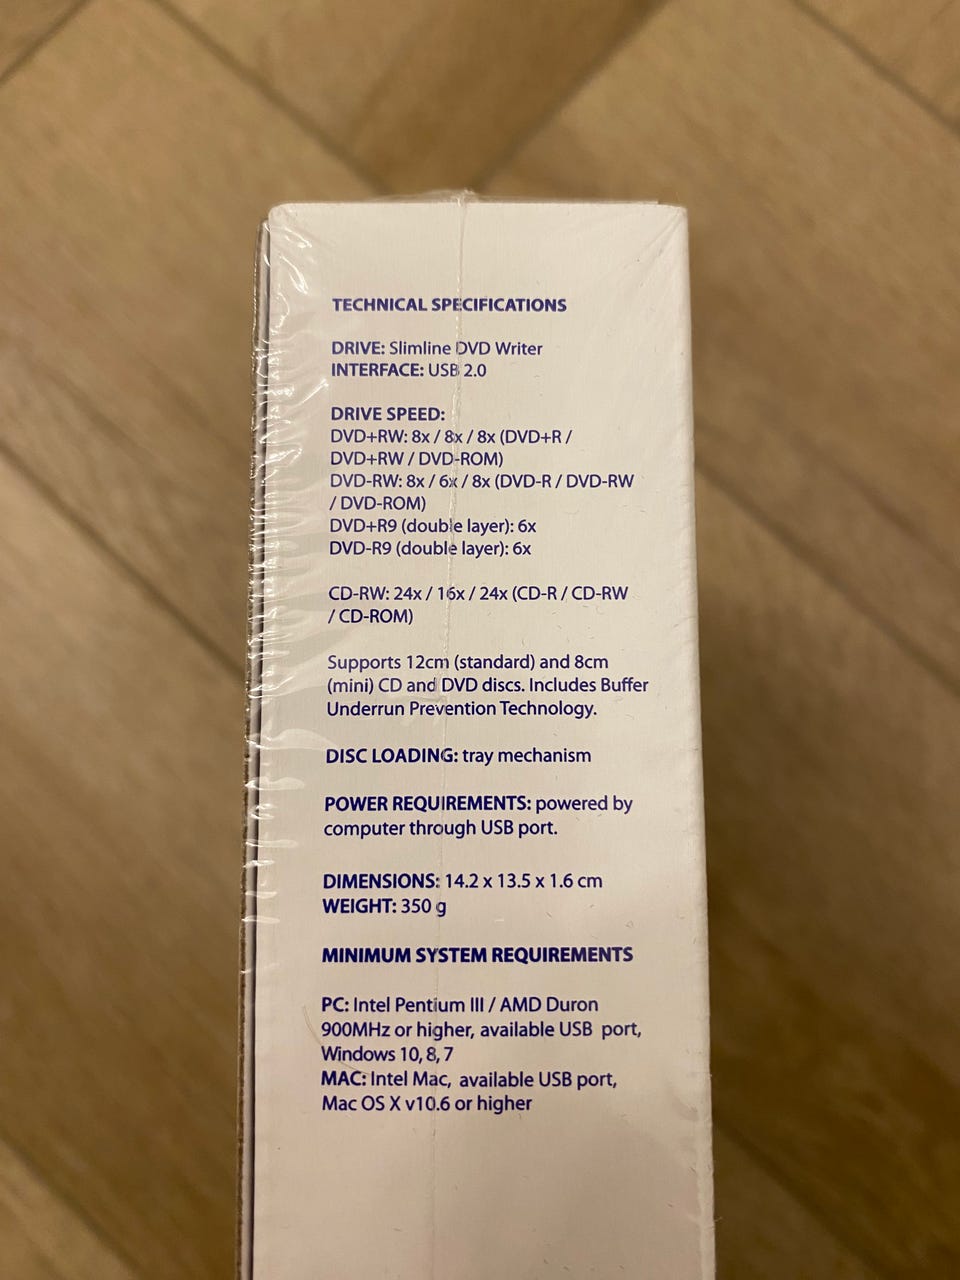 TECHNICAL SPECIFICATIONS
DRIVE: Slimline DVD Writer
INTERFACE: USB 2.0
DRIVE SPEED:
DVD+RW: 8x / 8x / 8x (DVD+R /
DVD+RW / DVD-ROM)
DVD-RW: 8x / 6x / 8x (DVD-R / DVD-RW
/ DVD-ROM)
DVD+R9 (double layer): 6x
DVD-R9 (double layer): 6x
CD-RW: 24x / 16x / 24x (CD-R / CD-RW
/ CD-ROM)
Supports 12cm (standard) and 8cm
(mini) CD and DVD discs. Includes Buffer
Underrun Prevention Technology.
DISC LOADING: tray mechanism
POWER REQUIREMENTS: powered by
computer through USB port.
DIMENSIONS: 14.2 x 13.5 x 1.6 cm
WEIGHT: 350 g
MINIMUM SYSTEM REQUIREMENTS
PC: Intel Pentium III / AMD Duron
900MHz or higher, available USB port,
Windows 10, 8, 7
MAC: Intel Mac, available USB port,
Mac OS X v10.6 or higher